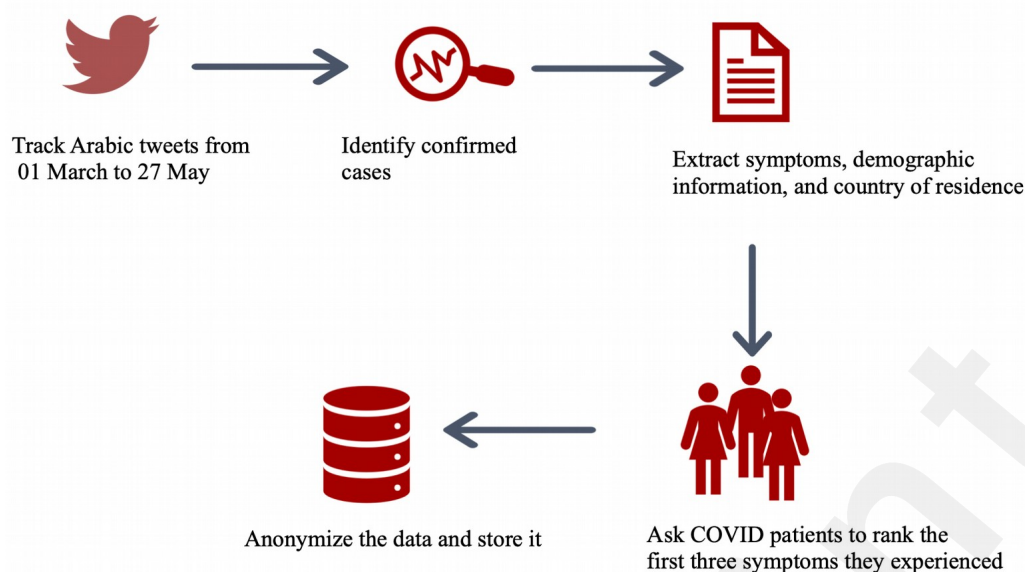 Track Arabic tweets from
01 March to 27 May
Identify confirmed
cases
Extract symptoms, demographic
information, and country of residence
Ask COVID patients to rank the
first three symptoms they experienced
Anonymize the data and store it
nt